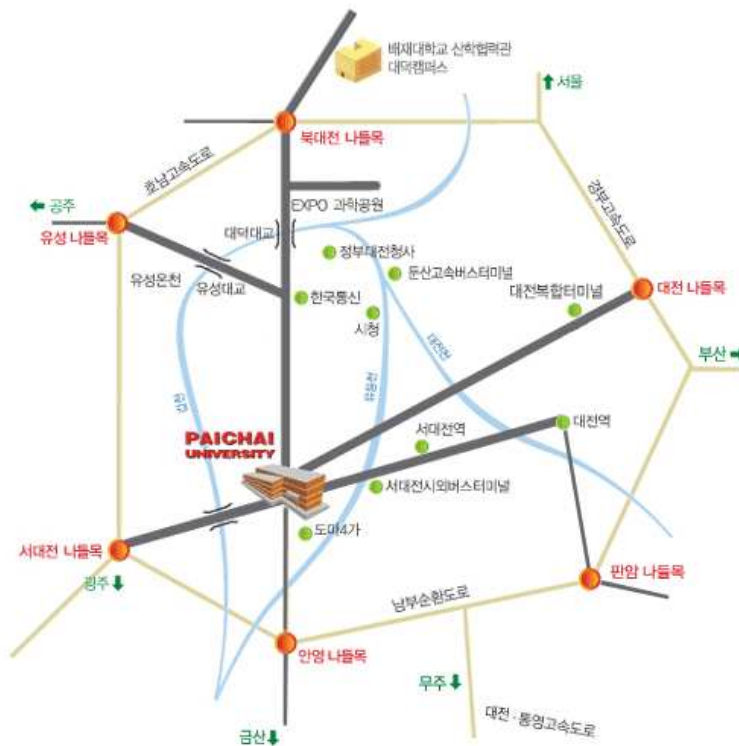 배재대학교 산학협력관
대덕캠퍼스
서울
북대전 나들목
호남고속도로
경부고속도로
공주
유성 나들목
EXPO 과학공원
대덕대교
정부대전청사
둔산고속버스터미널
유성온천
유성대교
한국통신
시청
대전복합터미널
대전 나들목
부산
대전천
유등천
갑천
PAICHAI
UNIVERSITY
서대전역
대전역
서대전시외버스터미널
도마4가
서대전 나들목
광주
판암 나들목
남부순환도로
안영 나들목
무주
대전·통영고속도로
금산